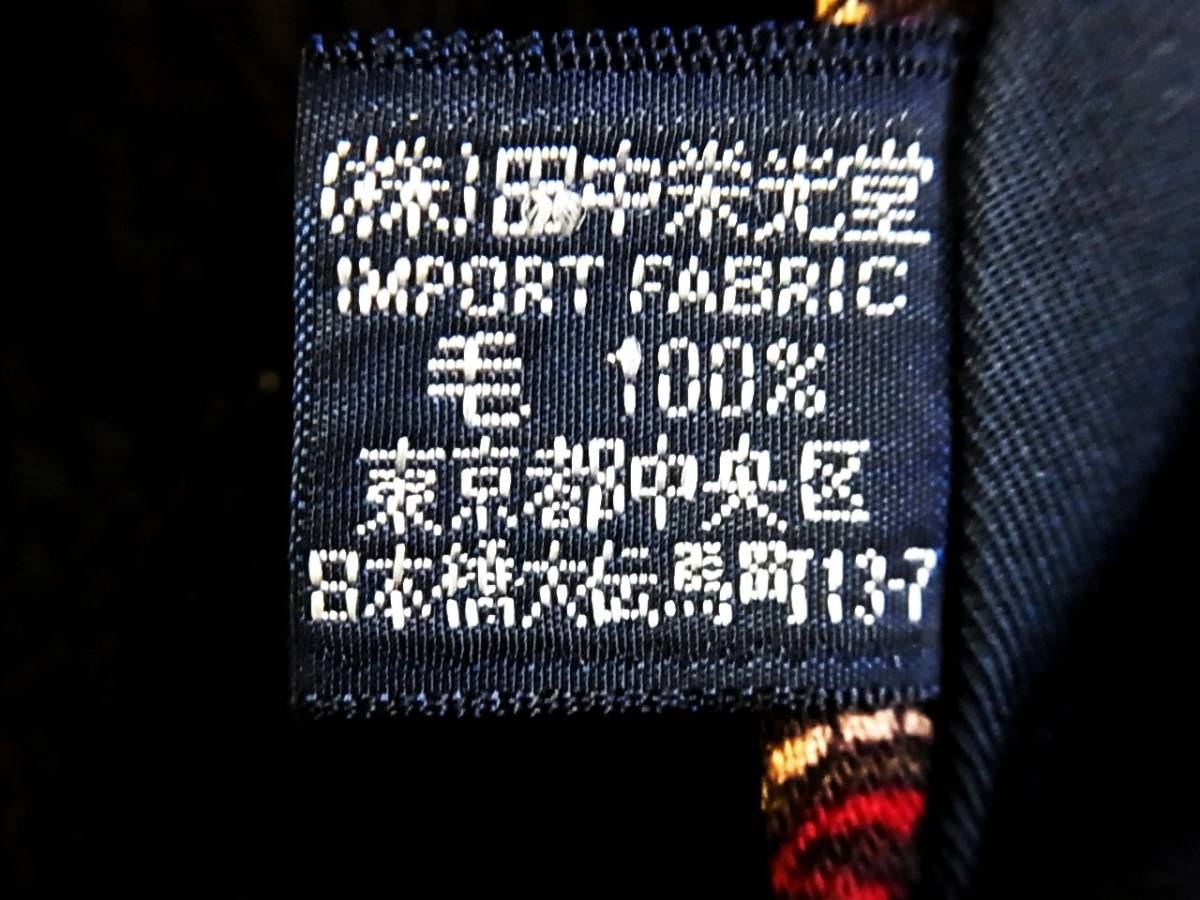 (株)田中栄光堂
IMPORT FABRIC
毛 100%
東京都中央区
日本橋大伝馬町13-7